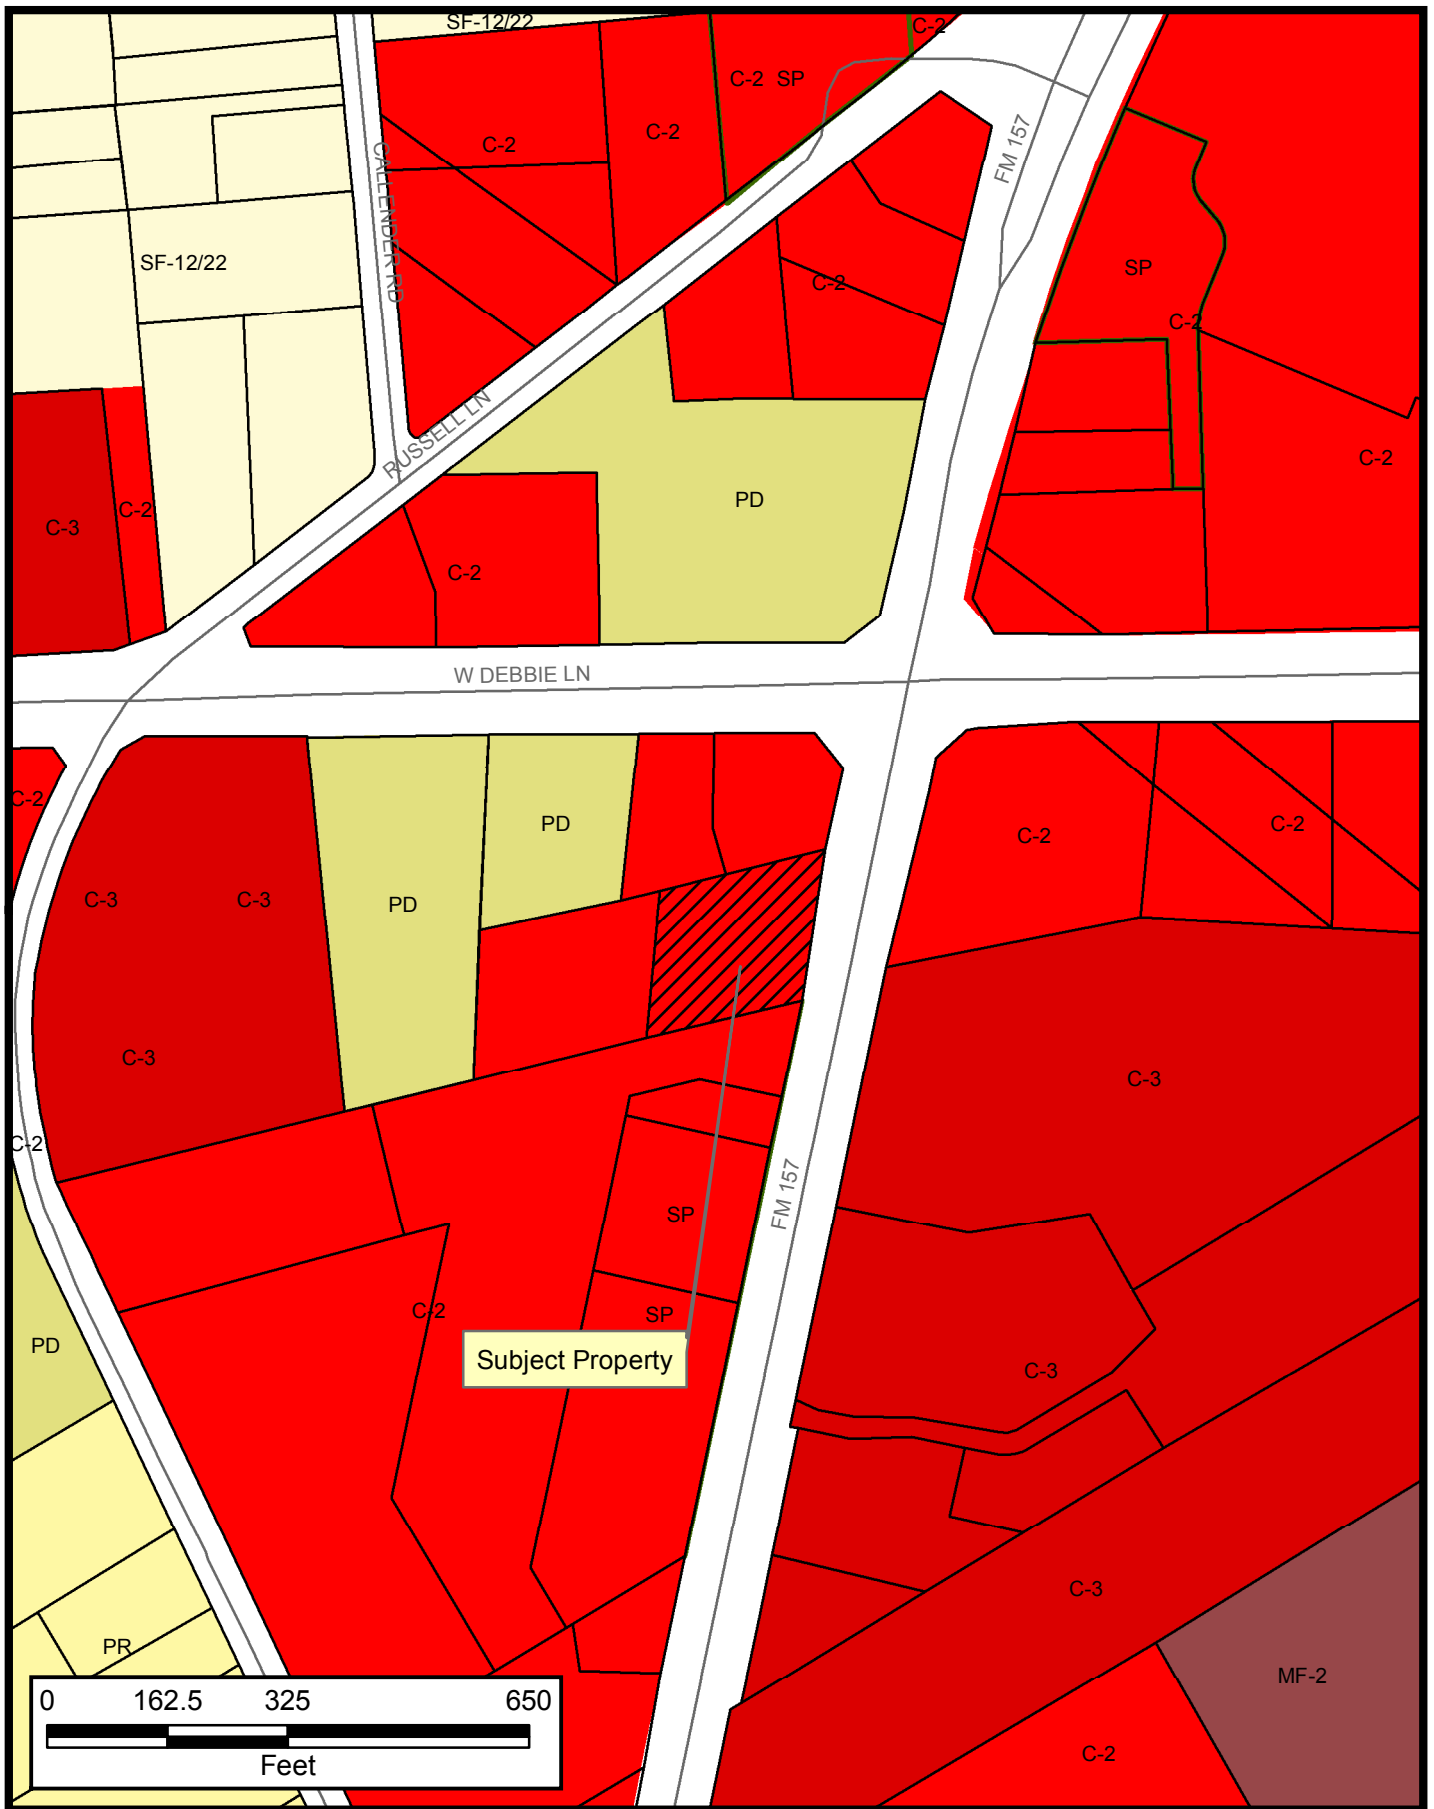 SF-12/22
C-2
C-2 SP
C-2
C-2
CALLENDER RD
FM 157
SF-12/22
SP
C-2
C-2
RUSSELL LN
C-2
PD
C-3
C-2
C-2
W DEBBIE LN
C-2
PD
C-2
C-2
C-3
C-3
PD
C-3
C-3
C-2
FM 157
SP
C-2
SP
PD
Subject Property
C-3
C-3
PR
MF-2
0 162.5 325 650
Feet
C-2